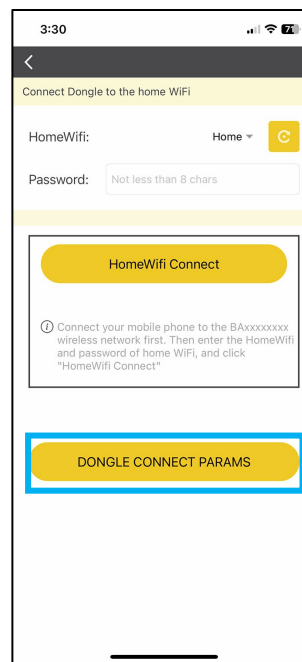 3:30
71
Connect Dongle to the home WiFi
HomeWifi: Home
Password: Not less than 8 chars
HomeWifi Connect
Connect your mobile phone to the BAxxxxxxxx
wireless network first. Then enter the HomeWifi
and password of home WiFi, and click
"HomeWifi Connect"
DONGLE CONNECT PARAMS